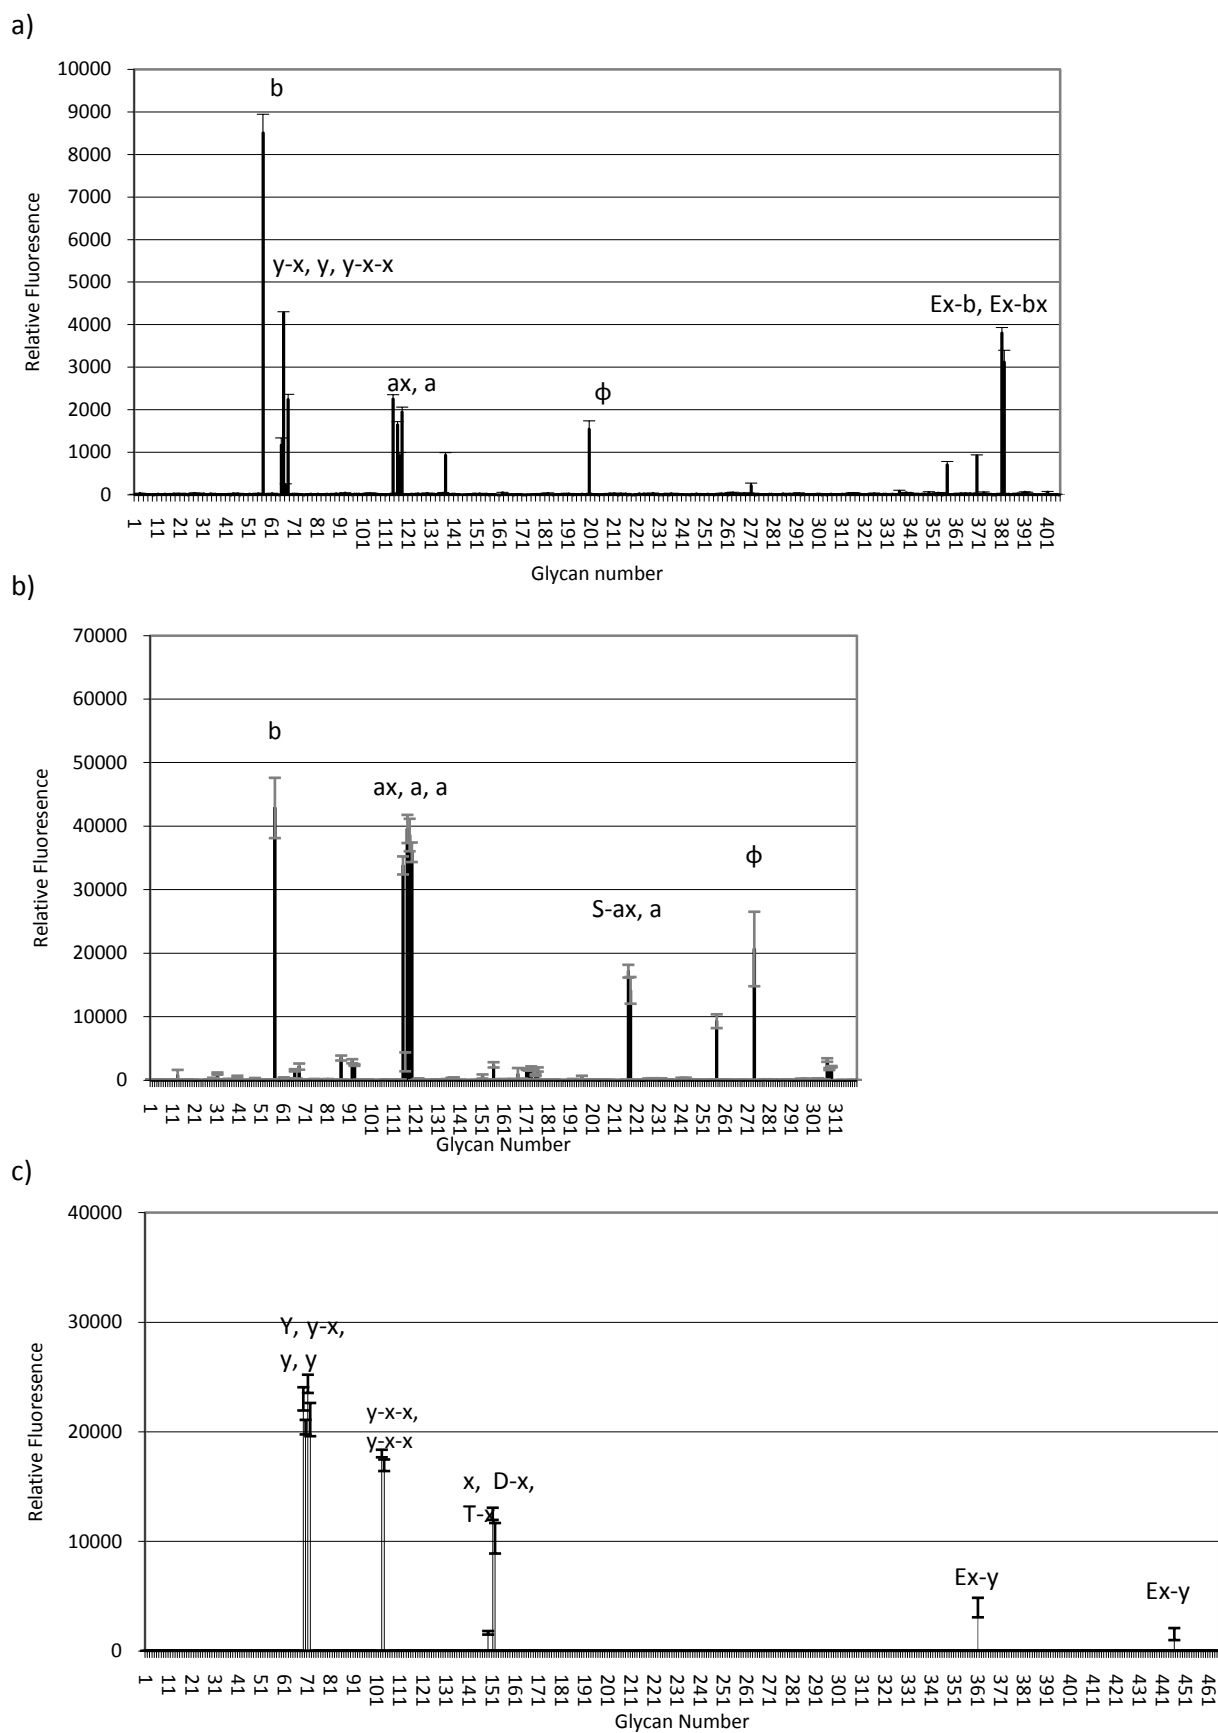 a)
10000
9000
8000
7000
6000
5000
4000
3000
2000
1000
0
Relative Fluoresence
b
y-x, y, y-x-x
ax, a
ф
Ex-b, Ex-bx
1 11 21 31 41 51 61 71 81 91 101 111 121 131 141 151 161 171 181 191 201 211 221 231 241 251 261 271 281 291 301 311 321 331 341 351 361 371 381 391 401
Glycan number
b)
70000
60000
50000
40000
30000
20000
10000
0
Relative Fluoresence
b
ax, a, a
S-ax, a
ф
1 11 21 31 41 51 61 71 81 91 101 111 121 131 141 151 161 171 181 191 201 211 221 231 241 251 261 271 281 291 301 311
Glycan Number
c)
40000
30000
20000
10000
0
Relative Fluoresence
Y, y-x,
y, y
y-x-x,
y-x-x
x, D-x,
T-x
Ex-y
Ex-y
1 11 21 31 41 51 61 71 81 91 101 111 121 131 141 151 161 171 181 191 201 211 221 231 241 251 261 271 281 291 301 311 321 331 341 351 361 371 381 391 401 411 421 431 441 451 461
Glycan Number